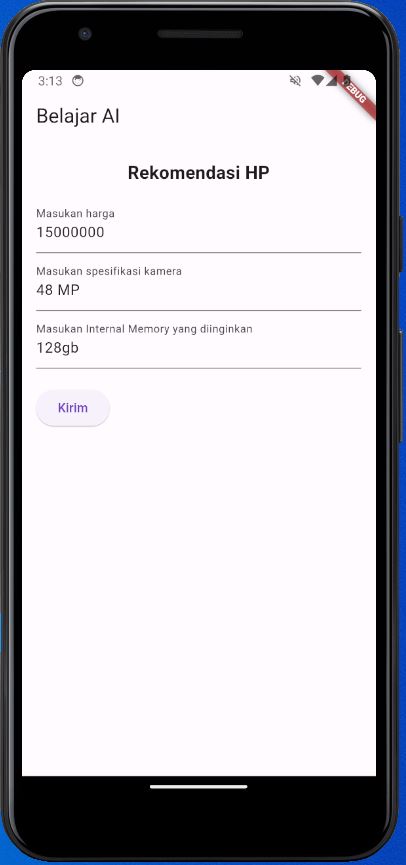 3:13
Belajar AI
Rekomendasi HP
Masukan harga
15000000
Masukan spesifikasi kamera
48 MP
Masukan Internal Memory yang diinginkan
128gb
Kirim